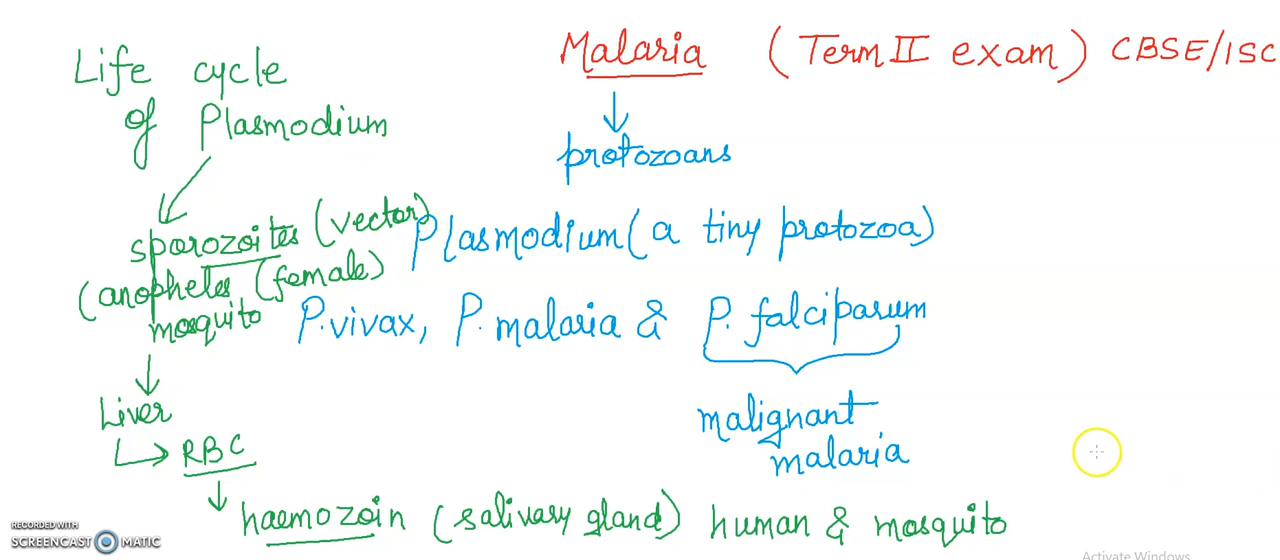 Malaria (Term II exam) CBSE/ISC
protozoans
Plasmodium (a tiny protozoa)
P. vivax, P. malaria & P. falciparum
malignant
malaria
Life cycle
of Plasmodium
sporozoites (vector)
(anopheles (female)
mosquito
Liver
RBC
haemozoin (salivary gland) human & mosquito
RECORDED WITH
SCREENCAST MATIC
Activate Windows